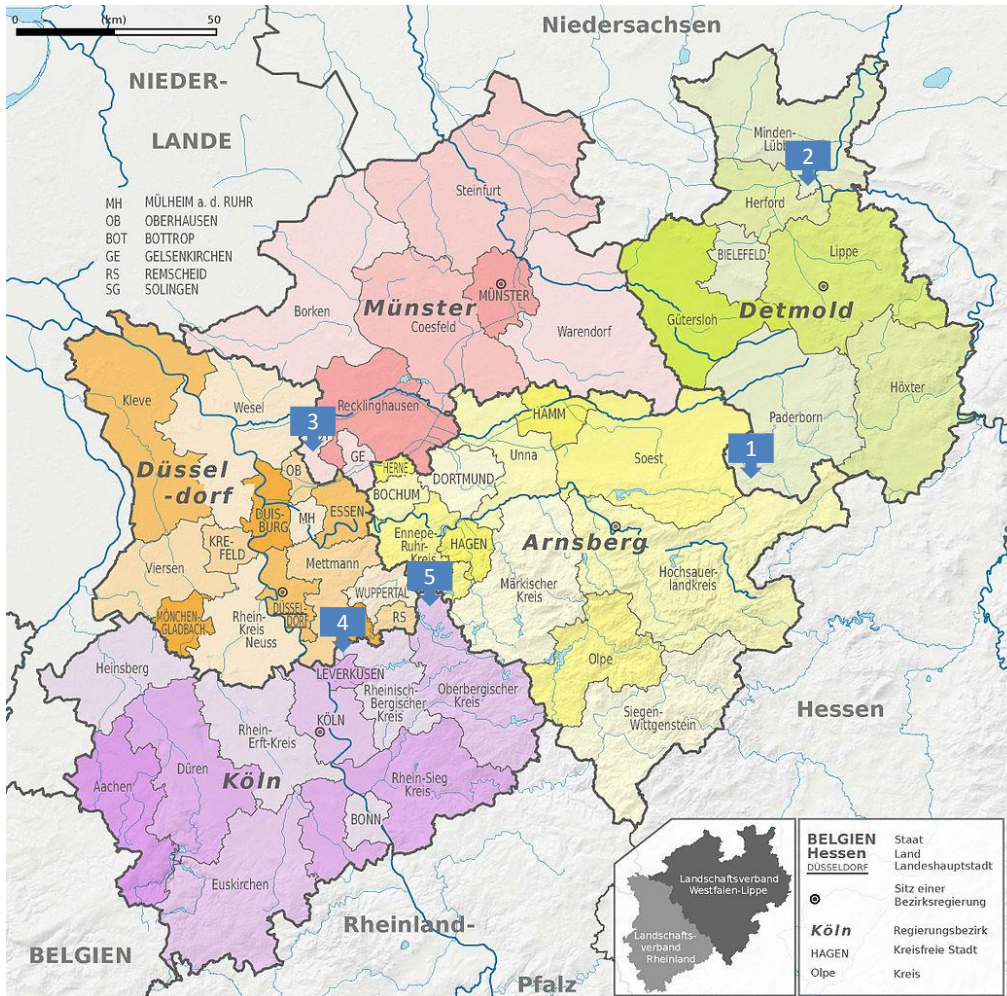 0 (km) 50
Niedersachsen
NIEDER-
LANDE
MH MÜLHEIM a. d. RUHR
OB OBERHAUSEN
BOT BOTTROP
GE GELSENKIRCHEN
RS REMSCHEID
SG SOLINGEN
Minden-
2
Herford
Steinfurt
BIELEFELD
Lippe
MÜNSTER
Münster
Borken
Coesfeld
Warendorf
Gütersloh
Detmold
Höxter
Paderborn
Kleve
Wesel
Recklinghausen
HAMM
3
1
Düssel
-dorf
OB
GE
HERNE
Unna
Soest
DORTMUND
BOCHUM
DUIS-
BURG
MH
ESSEN
KRE-
FELD
Ennepe-
Ruhr-
Kreis
HAGEN
Arnsberg
Viersen
Mettmann
Märkischer
Kreis
Hochsauer-
landkreis
5
WUPPERTAL
RS
MÖNCHEN-
GLADBACH
Rhein-
Kreis
Neuss
DÜSSEL-
DORF
4
Olpe
Heinsberg
LEVERKUSEN
Rheinisch-
Bergischer
Kreis
Oberbergischer
Kreis
Siegen-
Wittgenstein
Hessen
Rhein-
Erft-Kreis
KÖLN
Köln
Aachen
Düren
Rhein-Sieg
Kreis
BONN
Euskirchen
Rheinland-
Pfalz
BELGIEN
Landschaftsverband
Westfalen-Lippe
Landschafts-
verband
Rheinland
BELGIEN Staat
Hessen Land
DÜSSELDORF Landeshauptstadt
Sitz einer
Bezirksregierung
Köln Regierungsbezirk
HAGEN Kreisfreie Stadt
Olpe Kreis